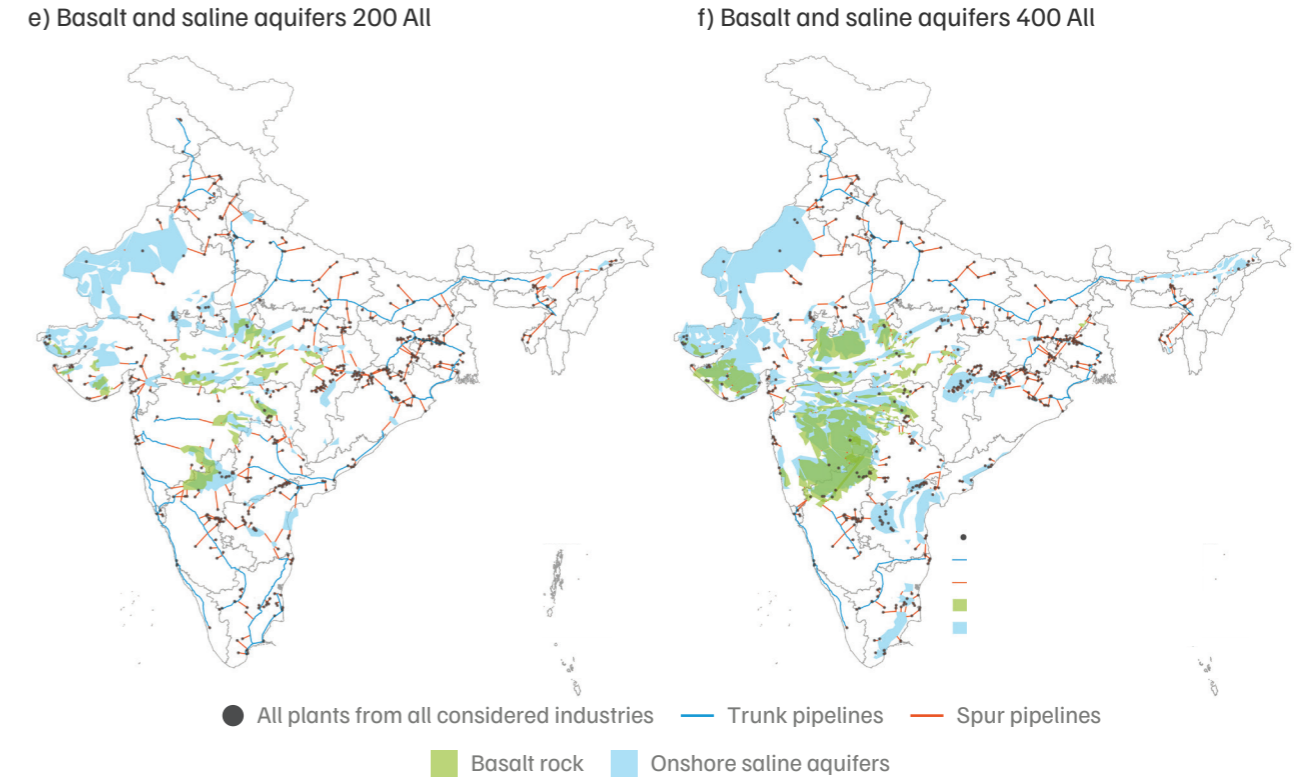 e) Basalt and saline aquifers 200 All
f) Basalt and saline aquifers 400 All
All plants from all considered industries
Trunk pipelines
Spur pipelines
Basalt rock
Onshore saline aquifers